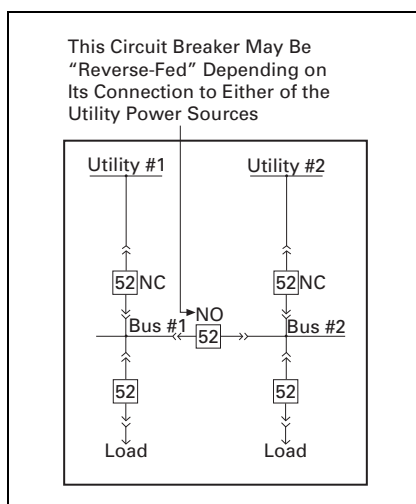 This Circuit Breaker May Be
“Reverse-Fed” Depending on
Its Connection to Either of the
Utility Power Sources
Utility #1 Utility #2
52 NC 52 NC
NO
Bus #1 52 Bus #2
52 52
Load Load